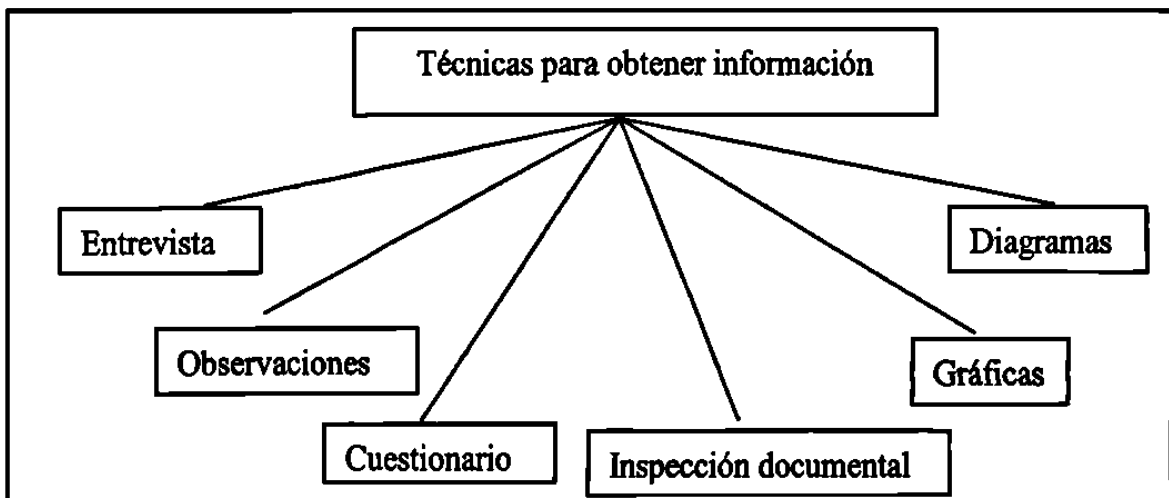 Técnicas para obtener información
Entrevista
Diagramas
Observaciones
Gráficas
Cuestionario
Inspección documental